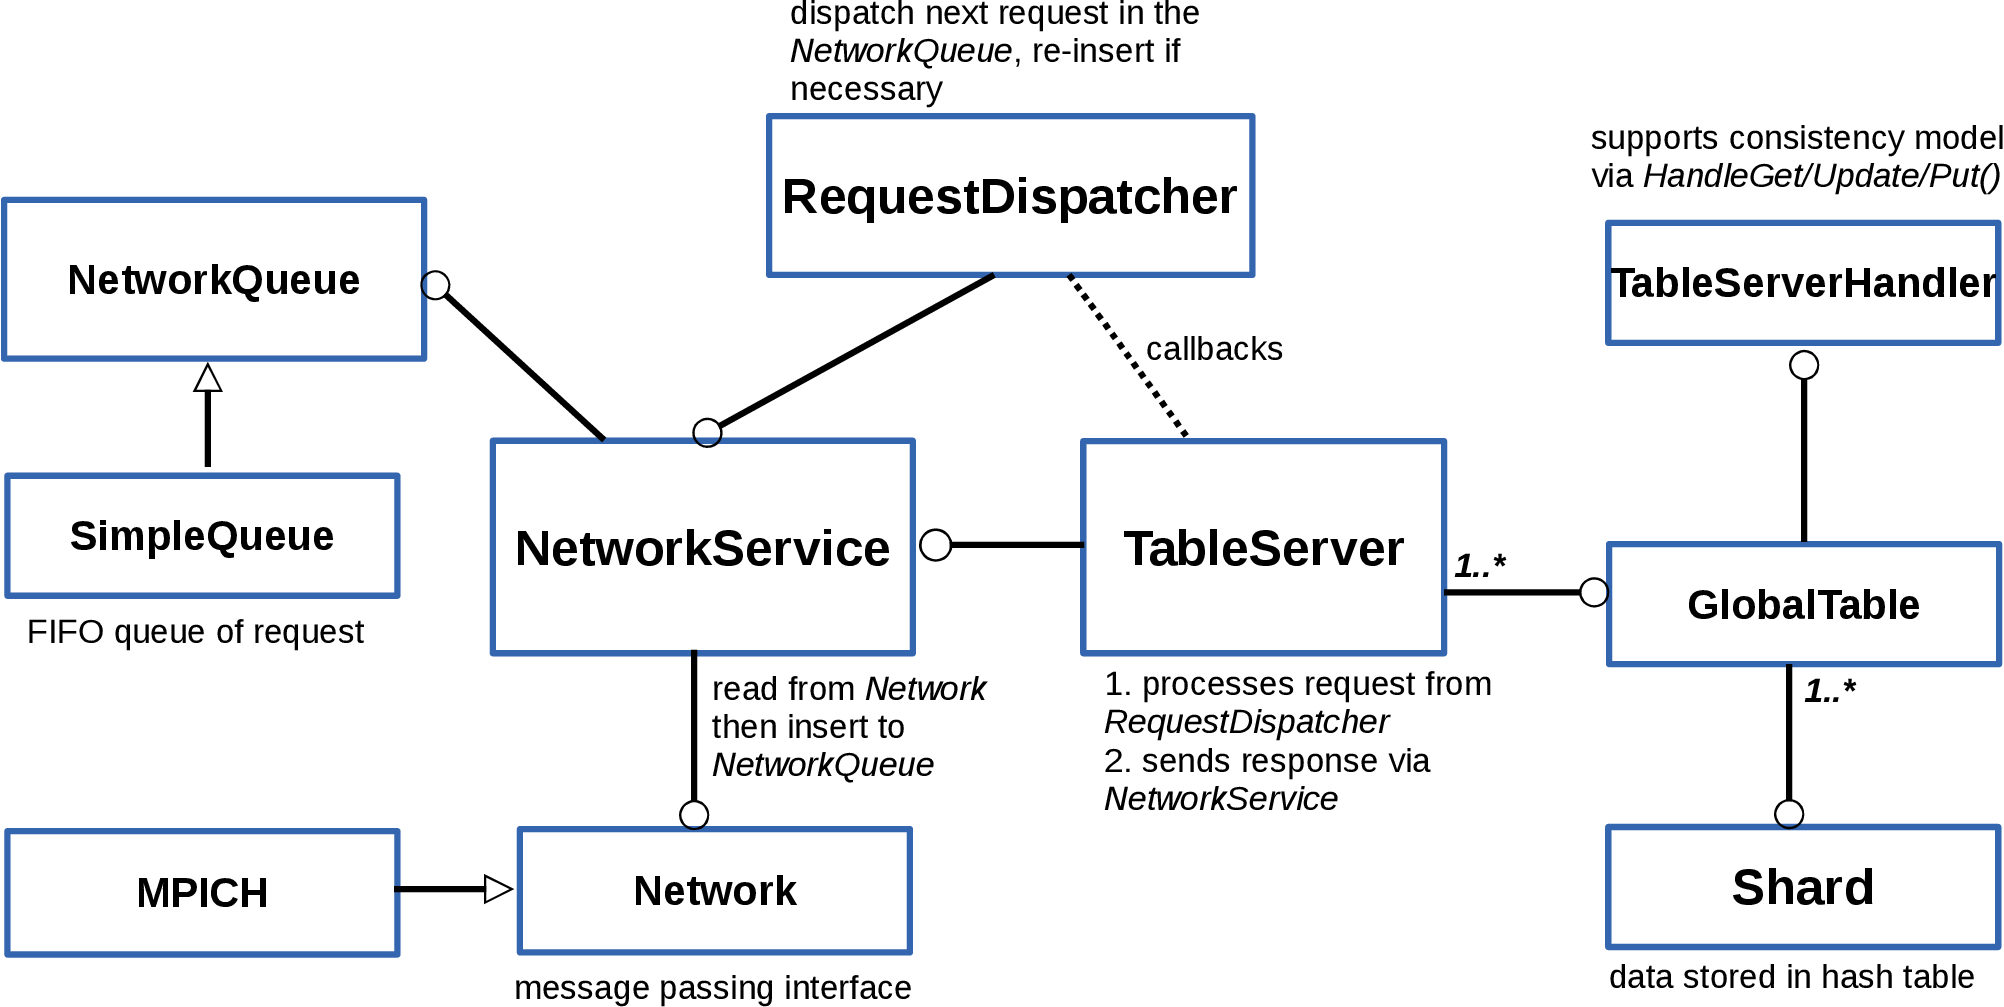 dispatch next request in the
NetworkQueue, re-insert if
necessary
RequestDispatcher
supports consistency model
via HandleGet/Update/Put()
TableServerHandler
NetworkQueue
callbacks
SimpleQueue
FIFO queue of request
NetworkService
TableServer
1..*
GlobalTable
read from Network
then insert to
NetworkQueue
1. processes request from
RequestDispatcher
2. sends response via
NetworkService
1..*
MPICH
Network
message passing interface
Shard
data stored in hash table